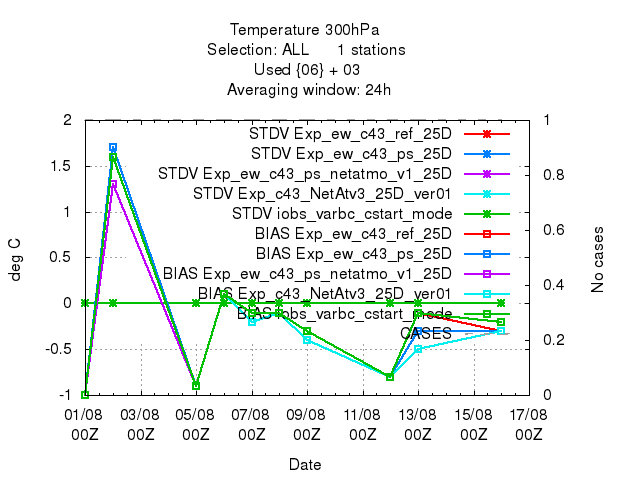 Temperature 300hPa
Selection: ALL 1 stations
Used {06} + 03
Averaging window: 24h
2
1.5
1
0.5
0
-0.5
-1
deg C
1
0.8
0.6
0.4
0.2
0
No cases
STDV Exp_ew_c43_ref_25D
STDV Exp_ew_c43_ps_25D
STDV Exp_ew_c43_ps_netatmo_v1_25D
STDV Exp_c43_NetAtv3_25D_ver01
STDV iobs_varbc_cstart_mode
BIAS Exp_ew_c43_ref_25D
BIAS Exp_ew_c43_ps_25D
BIAS Exp_ew_c43_ps_netatmo_v1_25D
BIAS Exp_c43_NetAtv3_25D_ver01
BIAS iobs_varbc_cstart_mode
CASES
01/08 03/08 05/08 07/08 09/08 11/08 13/08 15/08 17/08
00Z 00Z 00Z 00Z 00Z 00Z 00Z 00Z 00Z
Date